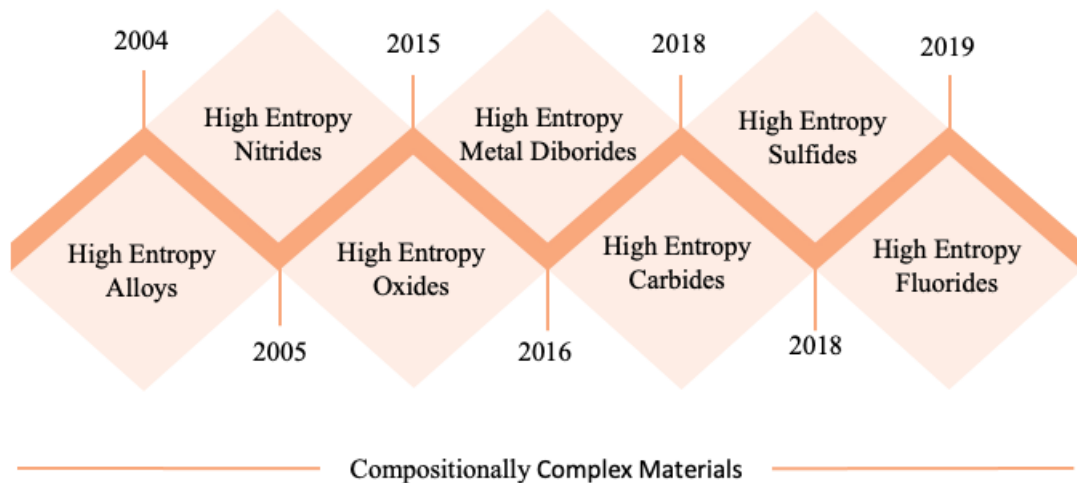 2004
2015
2018
2019
High Entropy
Nitrides
High Entropy
Metal Diborides
High Entropy
Sulfides
High Entropy
Alloys
High Entropy
Oxides
High Entropy
Carbides
High Entropy
Fluorides
2005
2016
2018
Compositionally Complex Materials